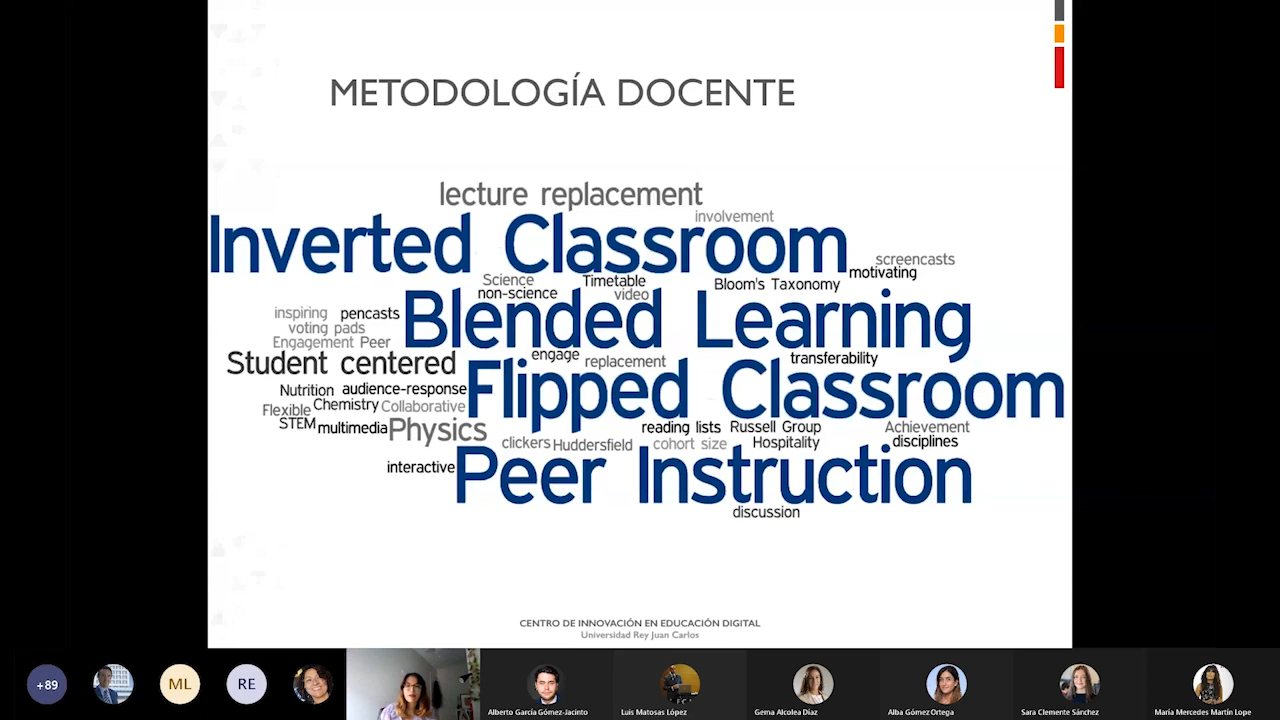 METODOLOGÍA DOCENTE
lecture replacement
involvement
Inverted Classroom
screencasts
motivating
Science
Timetable
Bloom's Taxonomy
non-science
video
inspiring
pencasts
Blended Learning
voting pads
Engagement
Peer
Student centered
engage
replacement
transferability
Nutrition
audience-response
Flipped Classroom
Flexible
Chemistry
Collaborative
STEM
multimedia
Physics
reading lists
Russell Group
Achievement
clickers
Huddersfield
cohort size
Hospitality
disciplines
interactive
Peer Instruction
discussion
CENTRO DE INNOVACIÓN EN EDUCACIÓN DIGITAL
Universidad Rey Juan Carlos
+89
ML
RE
Alberto García Gómez-Jacinto
Luis Matosas López
Gema Alcolea Díaz
Alba Gómez Ortega
Sara Clemente Sánchez
María Mercedes Martín Lope